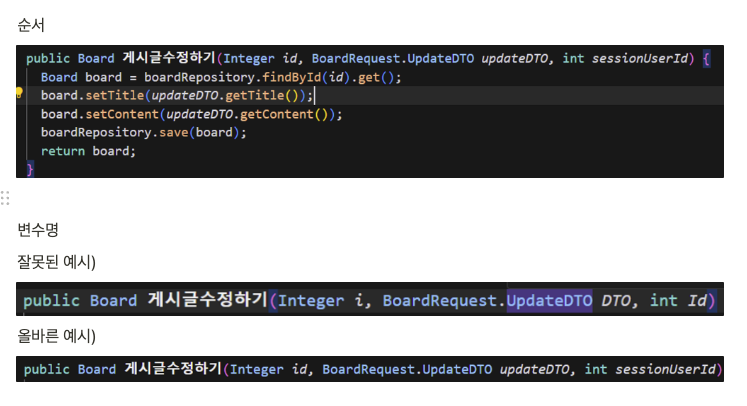 순서
public Board 게시글수정하기(Integer id, BoardRequest.UpdateDTO updateDTO, int sessionUserId) {
Board board = boardRepository.findById(id).get();
board.setTitle(updateDTO.getTitle());
board.setContent(updateDTO.getContent());
boardRepository.save(board);
return board;
}
변수명
잘못된 예시)
public Board 게시글수정하기(Integer i, BoardRequest.UpdateDTO DTO, int Id)
올바른 예시)
public Board 게시글수정하기(Integer id, BoardRequest.UpdateDTO updateDTO, int sessionUserId)